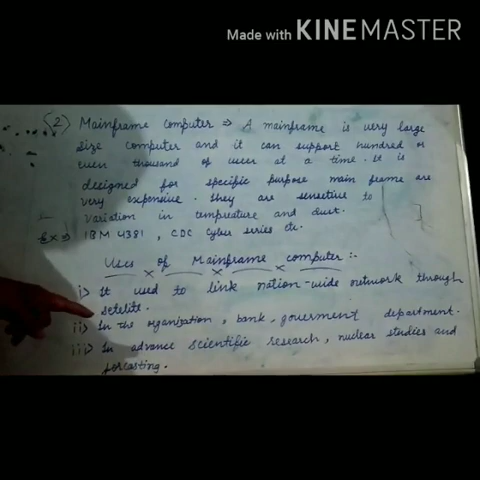 Made with KINEMASTER
(2) Mainframe computer ⇒ A mainframe is very large
size computer and it can support hundred or
even thousand of user at a time. It is
designed for specific purpose main frame are
very expensive. they are sensetive to
variation in tempreture and dust.
Ex ⇒ IBM 4381, CDC Cyber series etc.
Uses of Mainframe computer :-
i) It used to link nation-wide network through
setelite.
ii) In the organization, bank, goverment department.
iii) In advance scientific research, nuclear studies and
forcasting.